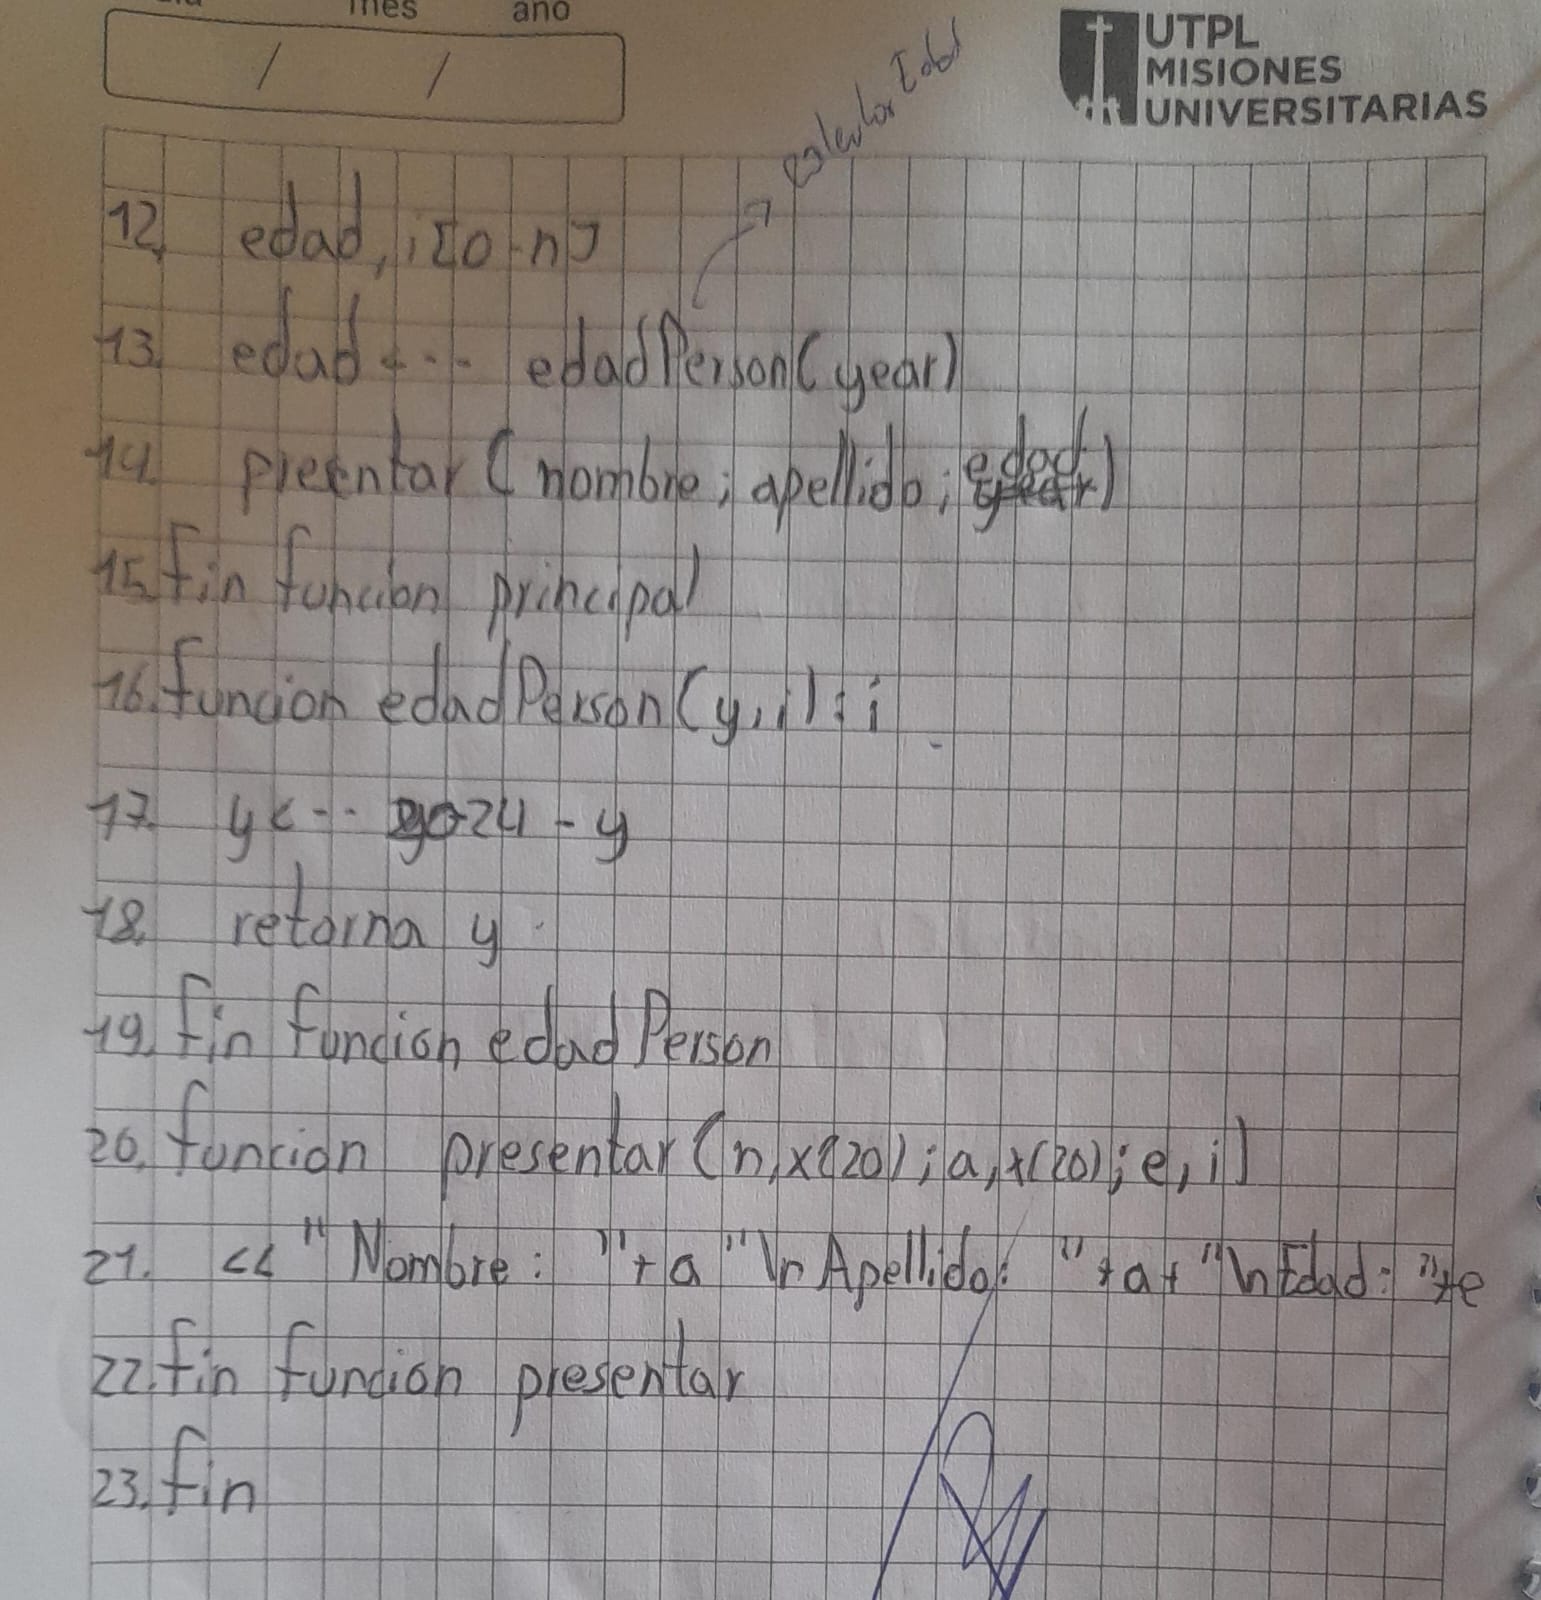 mes año
/ /
UTPL
MISIONES
UNIVERSITARIAS
calcular Edad
12. edad, i [0-n]
13. edad <-- edadPerson(year)
14. preentar (nombre; apellido; edad)
15. fin funcion principal
16. funcion edadPerson(y,i):i
17. y <-- 2024 - y
18. retorna y
19. fin funcion edadPerson
20. funcion presentar(n,x(20);a,x(20);e,i)
21. << "Nombre: "+a "\n Apellido: "+a+ "\n Edad: "+e
22. fin funcion presentar
23. fin